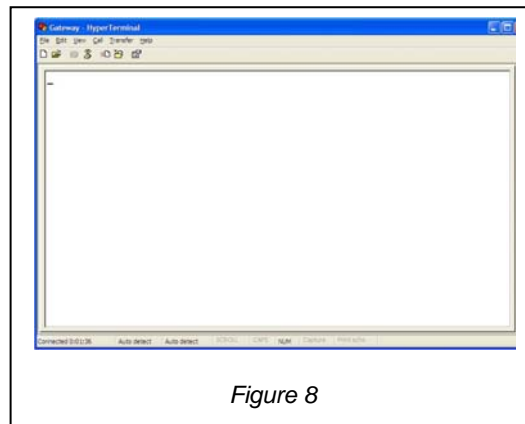 Gateway - HyperTerminal
File Edit View Call Transfer Help
Connected 0:01:36 Auto detect Auto detect SCROLL CAPS NUM Capture Print echo
Figure 8